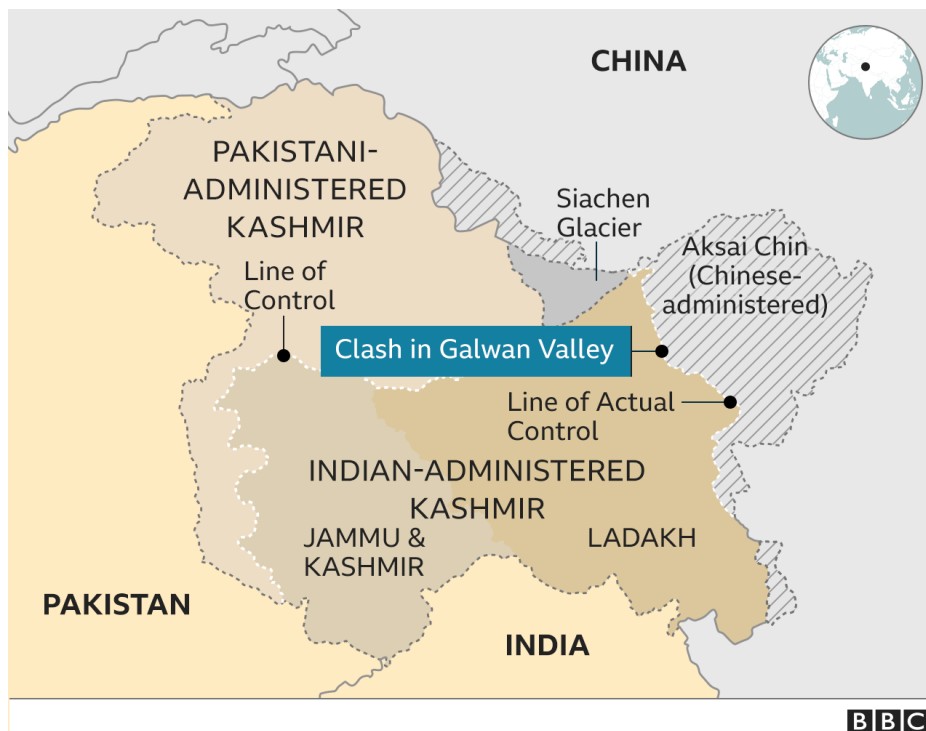 CHINA
PAKISTANI-
ADMINISTERED
KASHMIR
Siachen
Glacier
Aksai Chin
(Chinese-
administered)
Line of
Control
Clash in Galwan Valley
Line of Actual
Control
INDIAN-ADMINISTERED
KASHMIR
JAMMU &
KASHMIR
LADAKH
PAKISTAN
INDIA
BBC